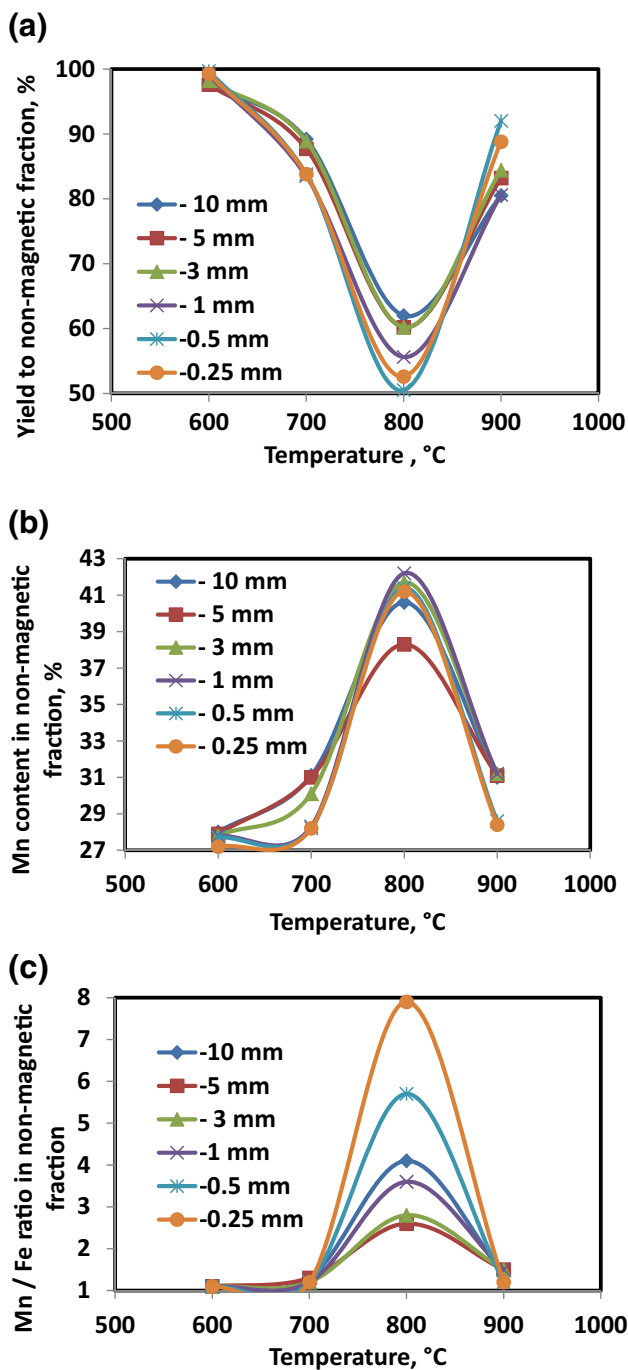 (a)
Yield to non-magnetic fraction, %
100
90
80
70
60
50
- 10 mm
- 5 mm
-3 mm
- 1 mm
-0.5 mm
-0.25 mm
500 600 700 800 900 1000
Temperature , °C
(b)
Mn content in non-magnetic
fraction, %
43
41
39
37
35
33
31
29
27
- 10 mm
- 5 mm
- 3 mm
- 1 mm
- 0.5 mm
- 0.25 mm
500 600 700 800 900 1000
Temperature, °C
(c)
Mn / Fe ratio in non-magnetic
fraction
8
7
6
5
4
3
2
1
-10 mm
-5 mm
- 3 mm
-1 mm
-0.5 mm
-0.25 mm
500 600 700 800 900 1000
Temperature, °C